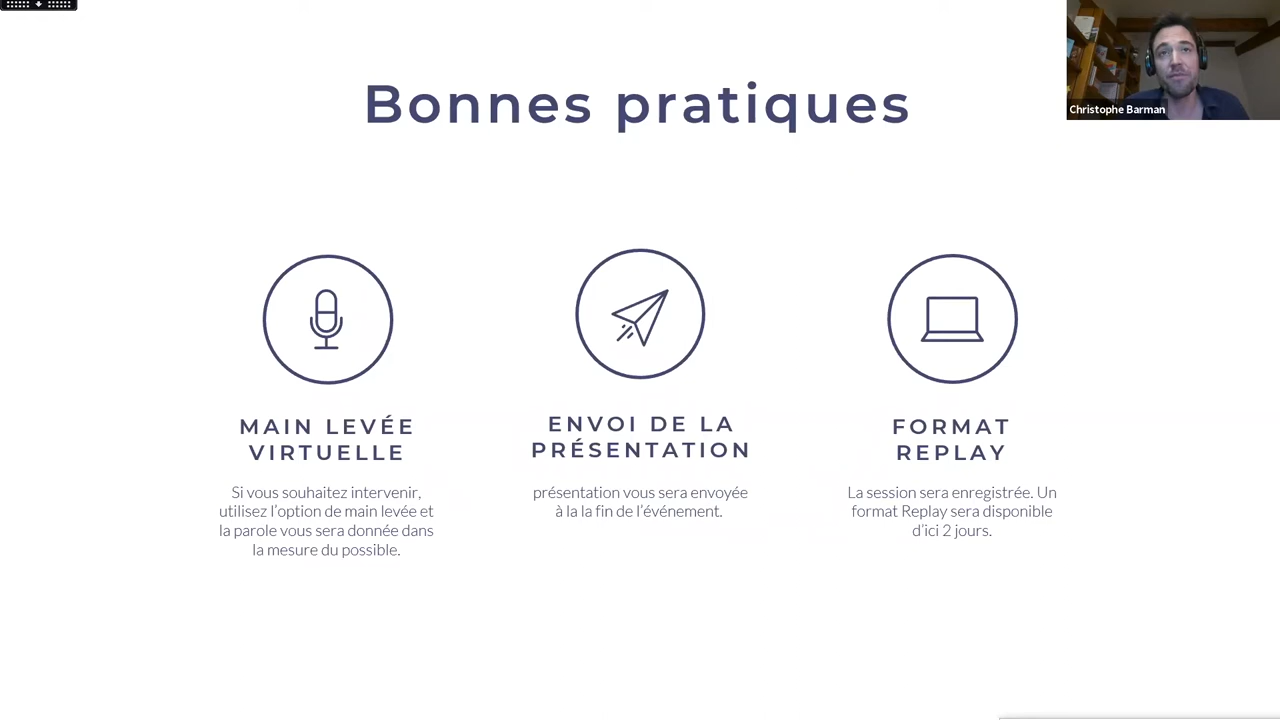 Bonnes pratiques
Christophe Barman
MAIN LEVÉE
VIRTUELLE
Si vous souhaitez intervenir,
utilisez l'option de main levée et
la parole vous sera donnée dans
la mesure du possible.
ENVOI DE LA
PRÉSENTATION
présentation vous sera envoyée
à la la fin de l'événement.
FORMAT
REPLAY
La session sera enregistrée. Un
format Replay sera disponible
d'ici 2 jours.